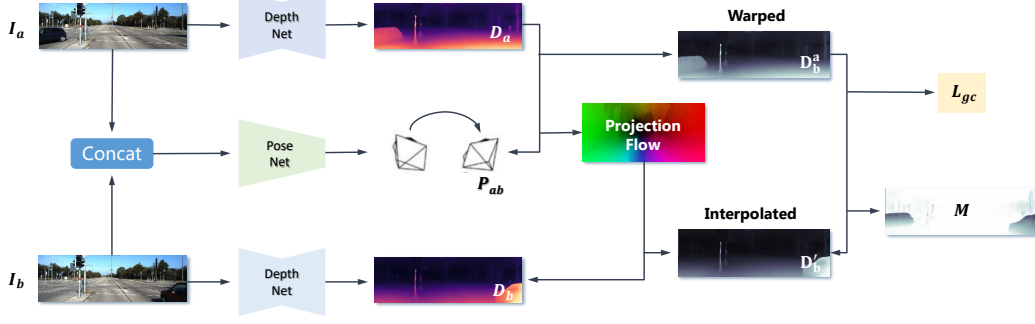 I_a
Depth
Net
D_a
Warped
D_b^a
L_gc
Concat
Pose
Net
P_ab
Projection
Flow
M
Interpolated
I_b
Depth
Net
D_b
D_b'